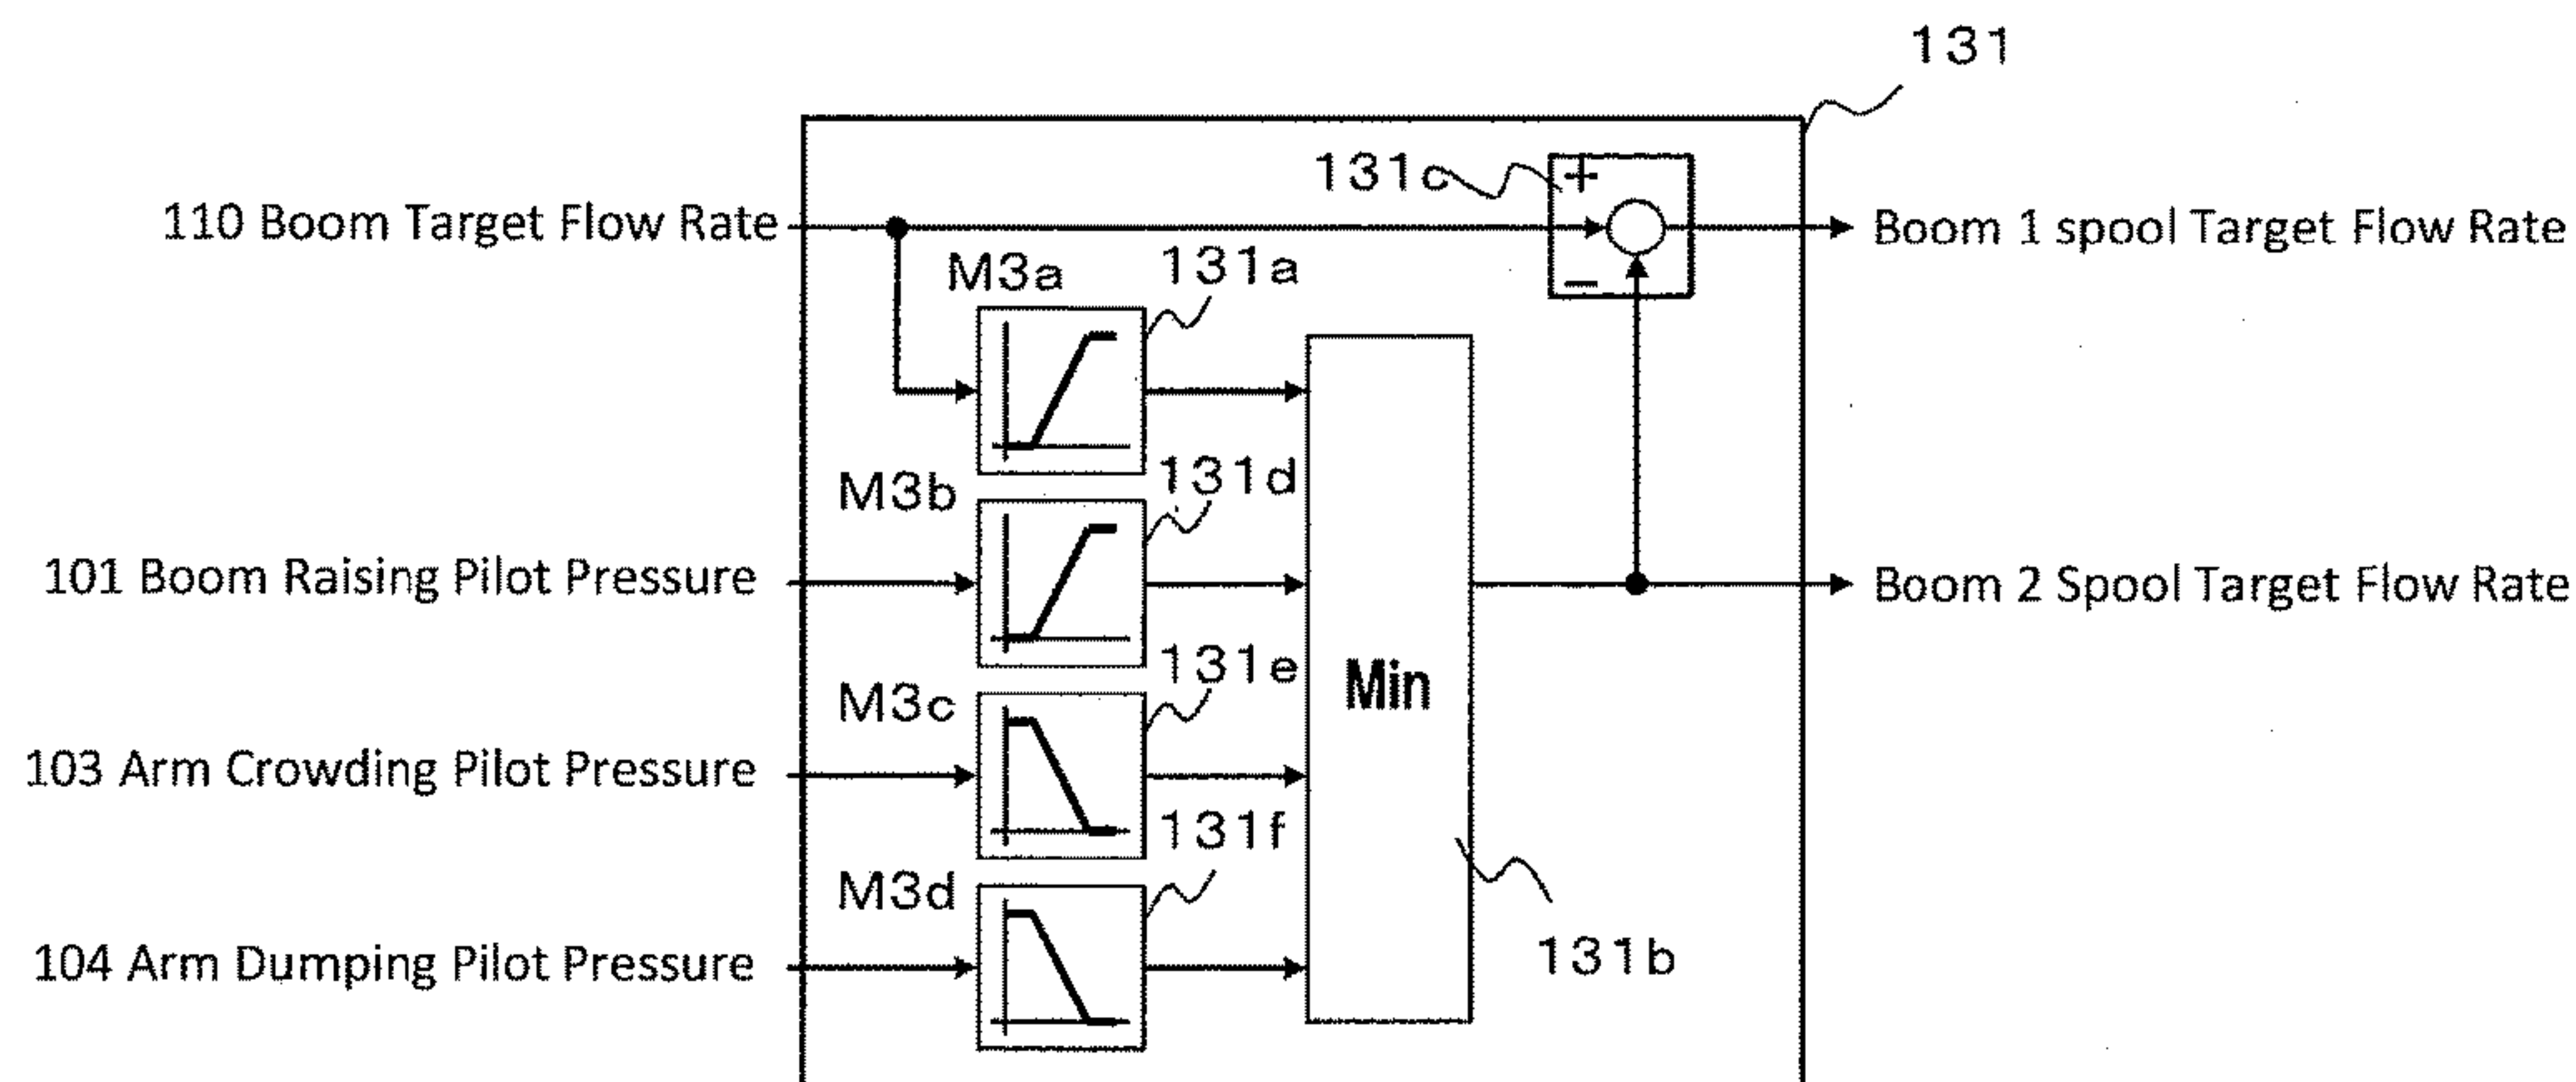 131
131c
+
110 Boom Target Flow Rate
Boom 1 spool Target Flow Rate
M3a
131a
−
M3b
131d
101 Boom Raising Pilot Pressure
Boom 2 Spool Target Flow Rate
M3c
131e
Min
103 Arm Crowding Pilot Pressure
M3d
131f
104 Arm Dumping Pilot Pressure
131b